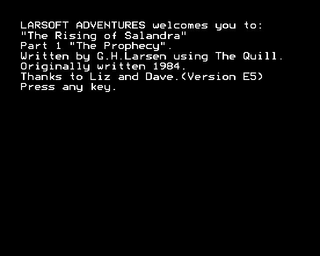 LARSOFT ADVENTURES welcomes you to:
"The Rising of Salandra"
Part 1 "The Prophecy".
Written by G.H.Larsen using The Quill.
Originally written 1984.
Thanks to Liz and Dave.(Version E5)
Press any key.